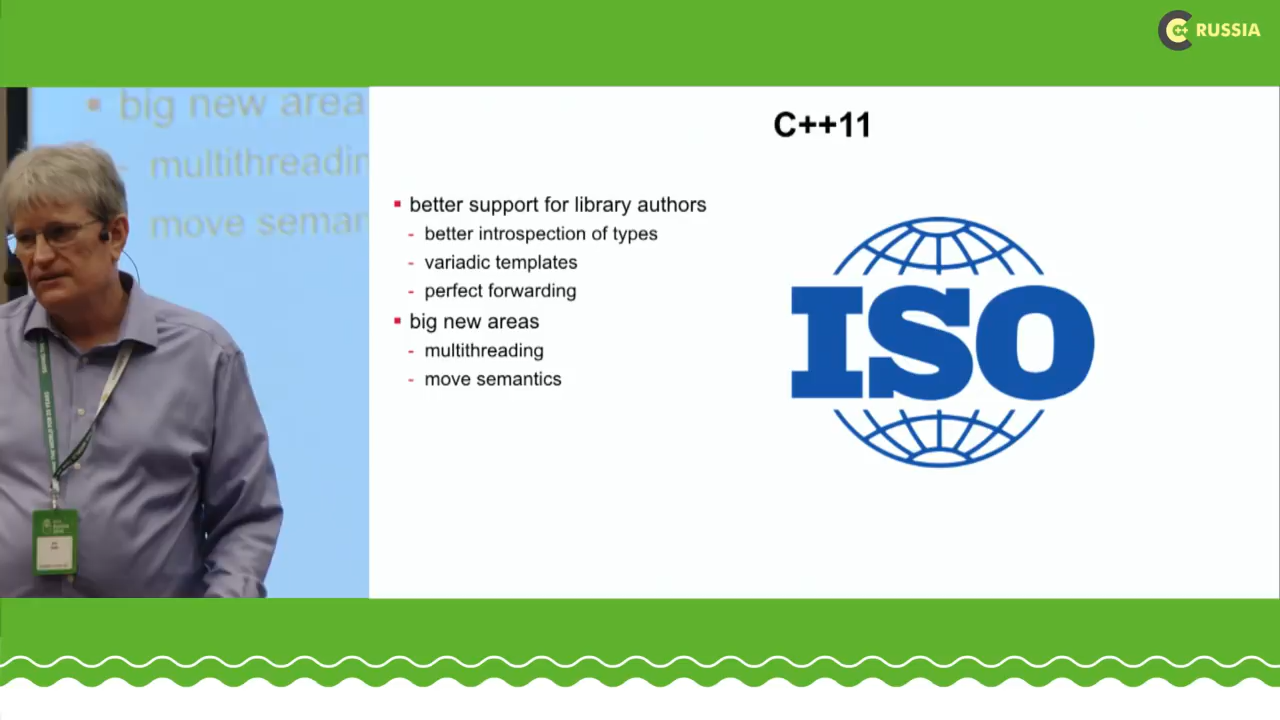 C++ RUSSIA
big new area
multithreadin
move seman
C++11
▪ better support for library authors
- better introspection of types
- variadic templates
- perfect forwarding
▪ big new areas
- multithreading
- move semantics
ISO